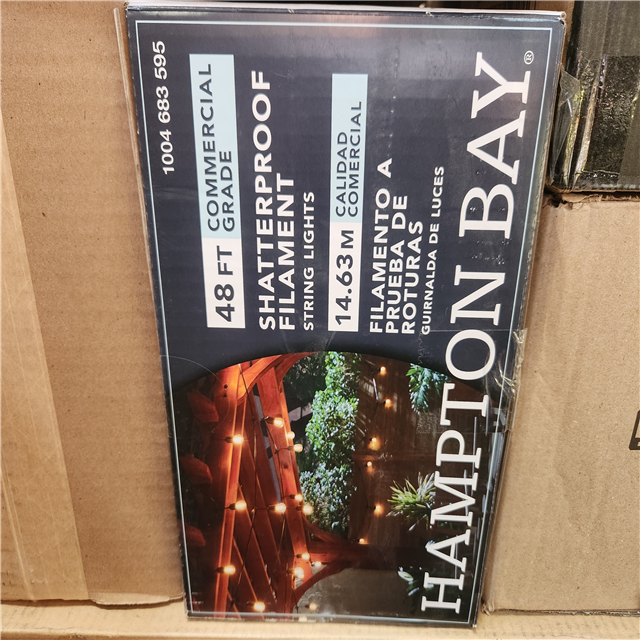 1004 683 595
48 FT
COMMERCIAL
GRADE
SHATTERPROOF
FILAMENT
STRING LIGHTS
14.63 M
CALIDAD
COMERCIAL
FILAMENTO A
PRUEBA DE
ROTURAS
GUIRNALDA DE LUCES
HAMPTON BAY®